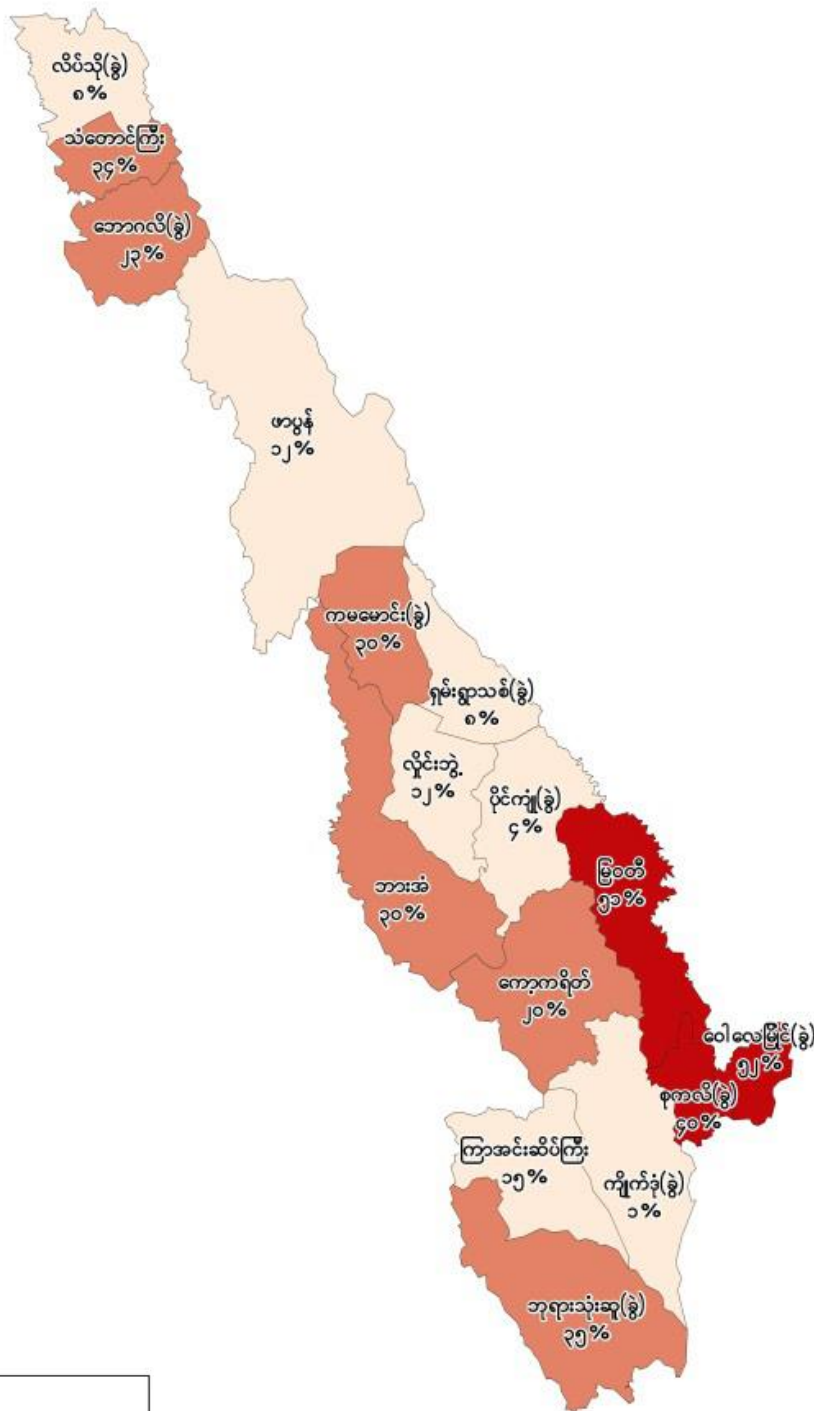 လိပ်သို(ခွဲ)
၈%
သံတောင်ကြီး
၃၄%
ဘောဂလိ(ခွဲ)
၂၃%
ဖာပွန်
၁၂%
ကမမောင်း(ခွဲ)
၃၀%
ရှမ်းရွာသစ်(ခွဲ)
၈%
လှိုင်းဘွဲ့
၁၂%
ပိုင်ကျုံ(ခွဲ)
၄%
မြဝတီ
၅၁%
ဘားအံ
၃၀%
ကော့ကရိတ်
၂၀%
ဝေါလေမြိုင်(ခွဲ)
၅၂%
စုကလိ(ခွဲ)
၄၀%
ကြာအင်းဆိပ်ကြီး
၁၅%
ကျိုက်ဒုံ(ခွဲ)
၁%
ဘုရားသုံးဆူ(ခွဲ)
၃၅%